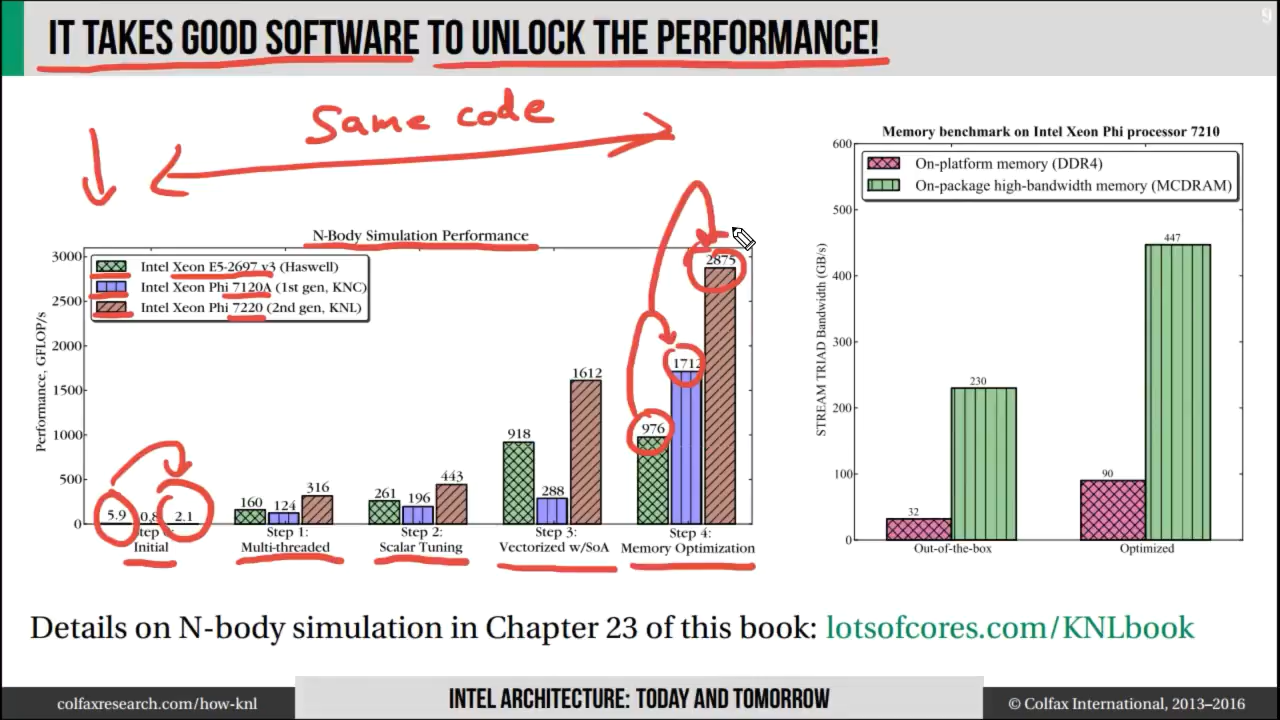 9
IT TAKES GOOD SOFTWARE TO UNLOCK THE PERFORMANCE!
Same code
N-Body Simulation Performance
3000
2500
2000
1500
1000
500
0
Performance, GFLOP/s
Intel Xeon E5-2697 v3 (Haswell)
Intel Xeon Phi 7120A (1st gen, KNC)
Intel Xeon Phi 7220 (2nd gen, KNL)
5.9 0.8 2.1
160 124 316
261 196 443
918 288 1612
976 1712 2875
Initial
Step 1:
Multi-threaded
Step 2:
Scalar Tuning
Step 3:
Vectorized w/SoA
Step 4:
Memory Optimization
Memory benchmark on Intel Xeon Phi processor 7210
600
500
400
300
200
100
0
STREAM TRIAD Bandwidth (GB/s)
On-platform memory (DDR4)
On-package high-bandwidth memory (MCDRAM)
32 230
90 447
Out-of-the-box
Optimized
Details on N-body simulation in Chapter 23 of this book: lotsofcores.com/KNLbook
colfaxresearch.com/how-knl
INTEL ARCHITECTURE: TODAY AND TOMORROW
© Colfax International, 2013–2016